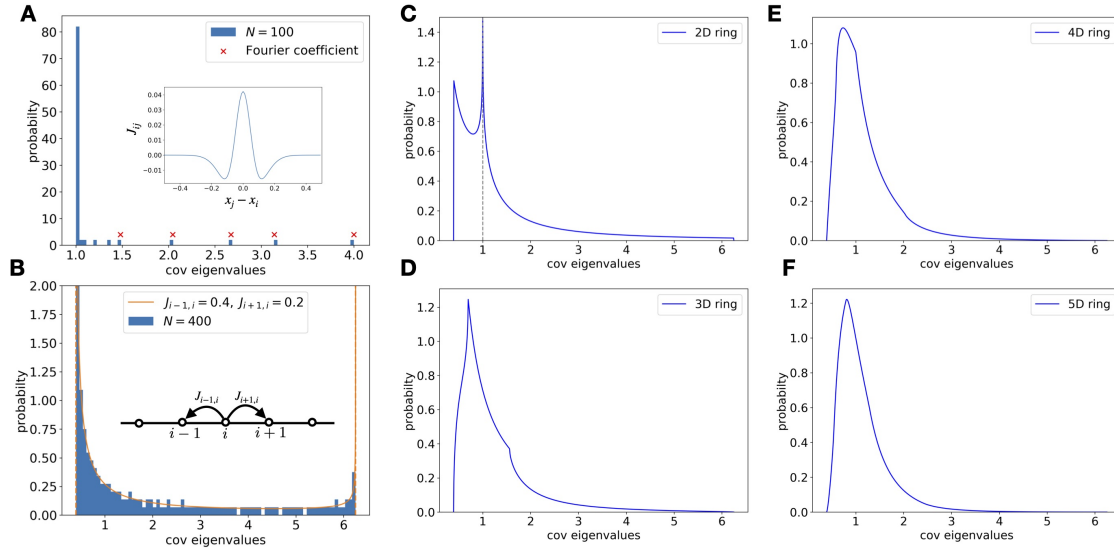 A
80
70
60
50
40
30
20
10
0
probabilty
N = 100
Fourier coefficient
0.04
0.03
0.02
0.01
0.00
−0.01
J_{ij}
−0.4 −0.2 0.0 0.2 0.4
x_j − x_i
1.0 1.5 2.0 2.5 3.0 3.5 4.0
cov eigenvalues
B
2.00
1.75
1.50
1.25
1.00
0.75
0.50
0.25
0.00
probabilty
J_{i−1,i} = 0.4, J_{i+1,i} = 0.2
N = 400
J_{i−1,i} J_{i+1,i}
i − 1 i i + 1
1 2 3 4 5 6
cov eigenvalues
C
1.4
1.2
1.0
0.8
0.6
0.4
0.2
0.0
probability
2D ring
1 2 3 4 5 6
cov eigenvalues
D
1.2
1.0
0.8
0.6
0.4
0.2
0.0
probability
3D ring
1 2 3 4 5 6
cov eigenvalues
E
1.0
0.8
0.6
0.4
0.2
0.0
probability
4D ring
1 2 3 4 5 6
cov eigenvalues
F
1.2
1.0
0.8
0.6
0.4
0.2
0.0
probability
5D ring
1 2 3 4 5 6
cov eigenvalues